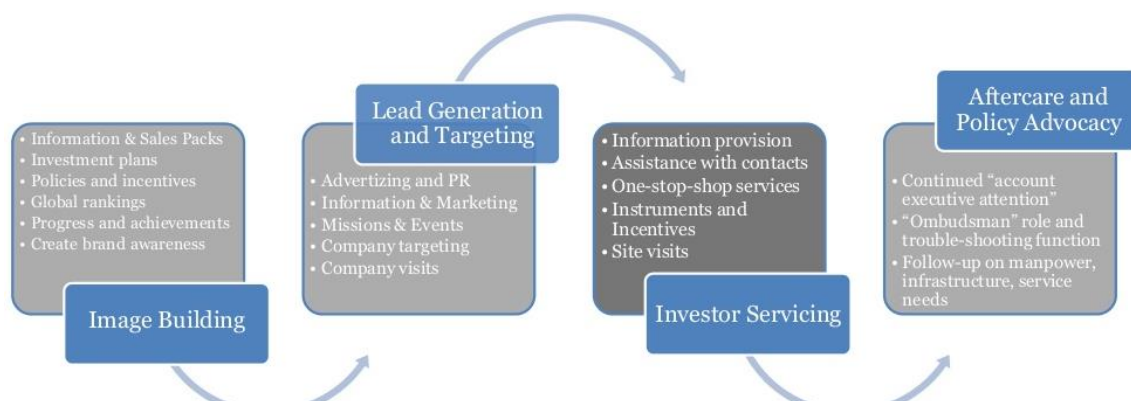 • Information & Sales Packs
• Investment plans
• Policies and incentives
• Global rankings
• Progress and achievements
• Create brand awareness
Image Building
Lead Generation
and Targeting
• Advertizing and PR
• Information & Marketing
• Missions & Events
• Company targeting
• Company visits
• Information provision
• Assistance with contacts
• One-stop-shop services
• Instruments and
Incentives
• Site visits
Investor Servicing
Aftercare and
Policy Advocacy
• Continued “account
executive attention”
• “Ombudsman” role and
trouble-shooting function
• Follow-up on manpower,
infrastructure, service
needs